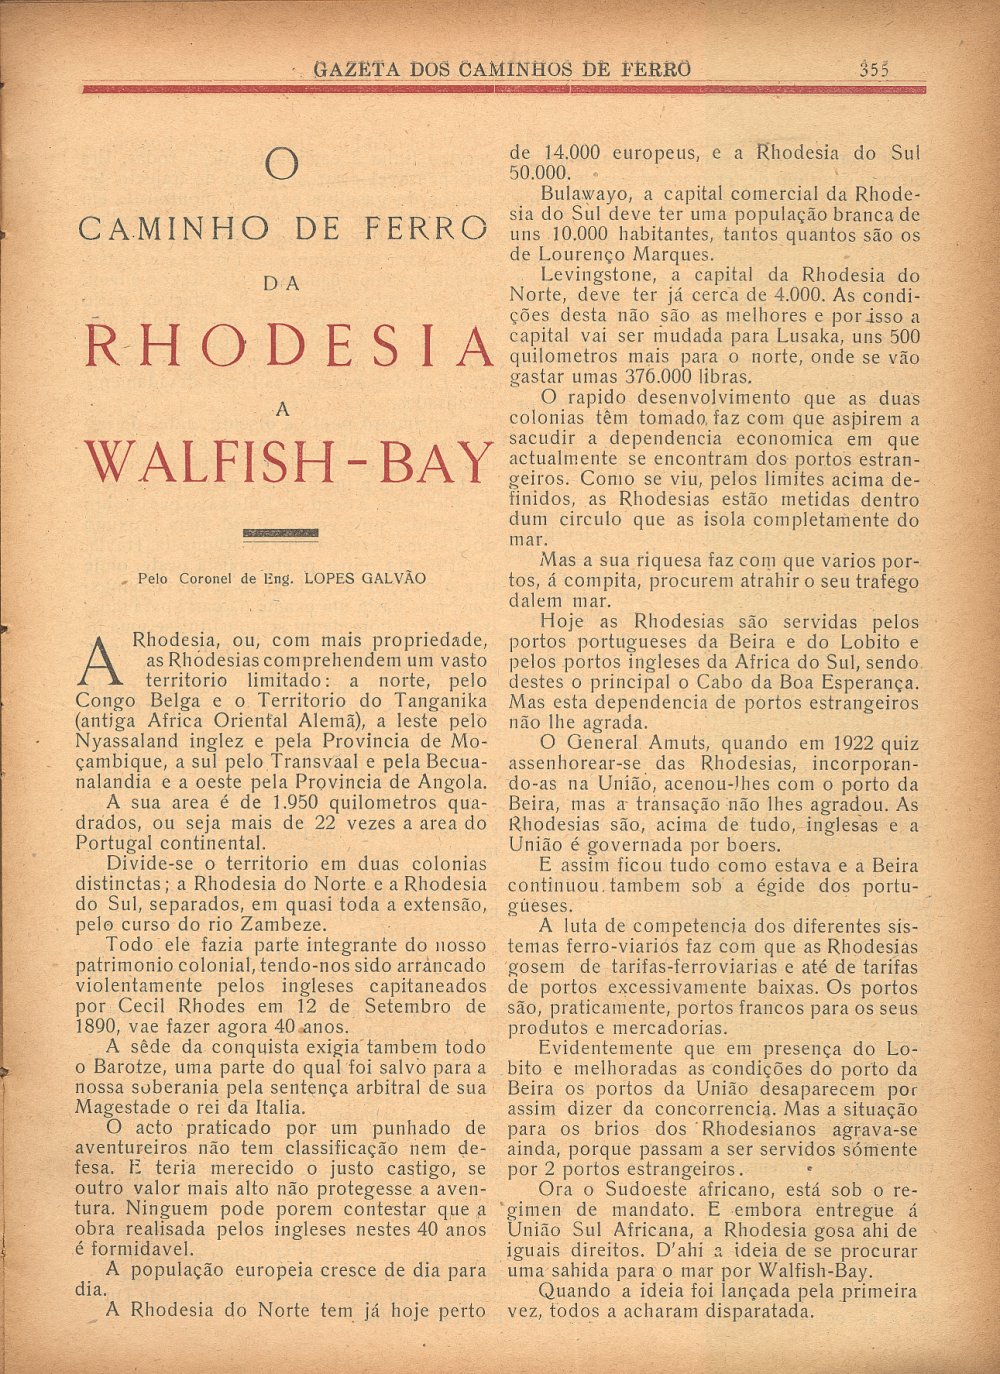 GAZETA DOS CAMINHOS DE FERRO 355
O
CAMINHO DE FERRO
DA
RHODESIA
A
WALFISH-BAY
Pelo Coronel de Eng. LOPES GALVÃO
A Rhodesia, ou, com mais propriedade,
as Rhodesias comprehendem um vasto
territorio limitado: a norte, pelo
Congo Belga e o Territorio do Tanganika
(antiga Africa Oriental Alemã), a leste pelo
Nyassaland inglez e pela Provincia de Mo-
çambique, a sul pelo Transvaal e pela Becua-
nalandia e a oeste pela Provincia de Angola.
A sua area é de 1.950 quilometros qua-
drados, ou seja mais de 22 vezes a area do
Portugal continental.
Divide-se o territorio em duas colonias
distinctas; a Rhodesia do Norte e a Rhodesia
do Sul, separados, em quasi toda a extensão,
pelo curso do rio Zambeze.
Todo ele fazia parte integrante do nosso
patrimonio colonial, tendo-nos sido arrancado
violentamente pelos ingleses capitaneados
por Cecil Rhodes em 12 de Setembro de
1890, vae fazer agora 40 anos.
A sêde da conquista exigia tambem todo
o Barotze, uma parte do qual foi salvo para a
nossa soberania pela sentença arbitral de sua
Magestade o rei da Italia.
O acto praticado por um punhado de
aventureiros não tem classificação nem de-
fesa. E teria merecido o justo castigo, se
outro valor mais alto não protegesse a aven-
tura. Ninguem pode porem contestar que a
obra realisada pelos ingleses nestes 40 anos
é formidavel.
A população europeia cresce de dia para
dia.
A Rhodesia do Norte tem já hoje perto
de 14.000 europeus, e a Rhodesia do Sul
50.000.
Bulawayo, a capital comercial da Rhode-
sia do Sul deve ter uma população branca de
uns 10.000 habitantes, tantos quantos são os
de Lourenço Marques.
Levingstone, a capital da Rhodesia do
Norte, deve ter já cerca de 4.000. As condi-
ções desta não são as melhores e por isso a
capital vai ser mudada para Lusaka, uns 500
quilometros mais para o norte, onde se vão
gastar umas 376.000 libras.
O rapido desenvolvimento que as duas
colonias têm tomado, faz com que aspirem a
sacudir a dependencia economica em que
actualmente se encontram dos portos estran-
geiros. Como se viu, pelos limites acima de-
finidos, as Rhodesias estão metidas dentro
dum circulo que as isola completamente do
mar.
Mas a sua riquesa faz com que varios por-
tos, á compita, procurem atrahir o seu trafego
dalem mar.
Hoje as Rhodesias são servidas pelos
portos portugueses da Beira e do Lobito e
pelos portos ingleses da Africa do Sul, sendo
destes o principal o Cabo da Boa Esperança.
Mas esta dependencia de portos estrangeiros
não lhe agrada.
O General Amuts, quando em 1922 quiz
assenhorear-se das Rhodesias, incorporan-
do-as na União, acenou-lhes com o porto da
Beira, mas a transação não lhes agradou. As
Rhodesias são, acima de tudo, inglesas e a
União é governada por boers.
E assim ficou tudo como estava e a Beira
continuou tambem sob a égide dos portu-
gueses.
A luta de competencia dos diferentes sis-
temas ferro-viarios faz com que as Rhodesias
gosem de tarifas-ferroviarias e até de tarifas
de portos excessivamente baixas. Os portos
são, praticamente, portos francos para os seus
produtos e mercadorias.
Evidentemente que em presença do Lo-
bito e melhoradas as condições do porto da
Beira os portos da União desaparecem por
assim dizer da concorrencia. Mas a situação
para os brios dos Rhodesianos agrava-se
ainda, porque passam a ser servidos sómente
por 2 portos estrangeiros.
Ora o Sudoeste africano, está sob o re-
gimen de mandato. E embora entregue á
União Sul Africana, a Rhodesia gosa ahi de
iguais direitos. D'ahi a ideia de se procurar
uma sahida para o mar por Walfish-Bay.
Quando a ideia foi lançada pela primeira
vez, todos a acharam disparatada.